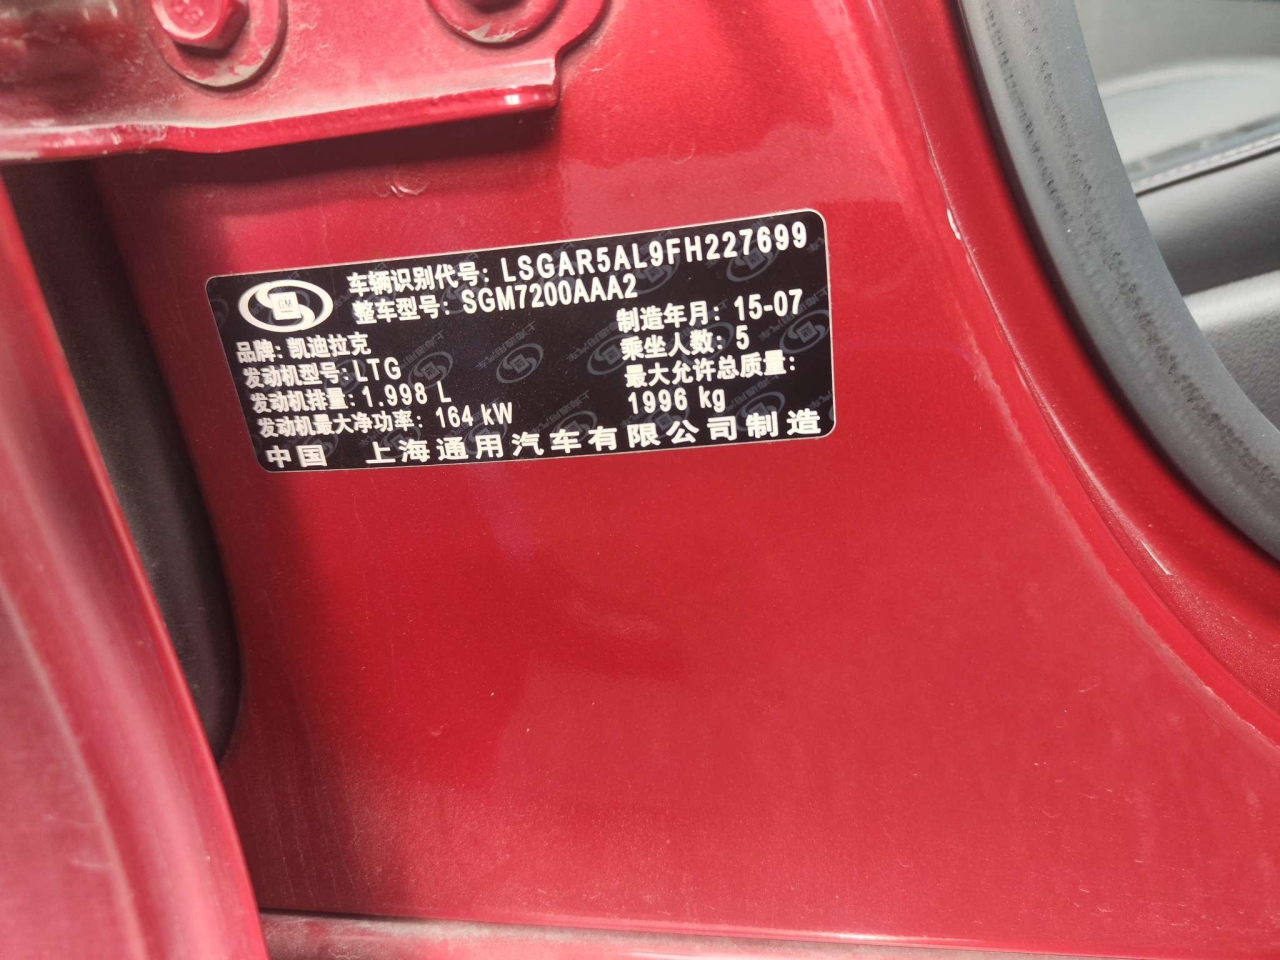 车辆识别代号: LSGAR5AL9FH227699
整车型号: SGM7200AAA2
品牌: 凯迪拉克
制造年月: 15-07
发动机型号: LTG
乘坐人数: 5
发动机排量: 1.998 L
最大允许总质量:
1996 kg
发动机最大净功率: 164 kW
中国 上海通用汽车有限公司制造
GM